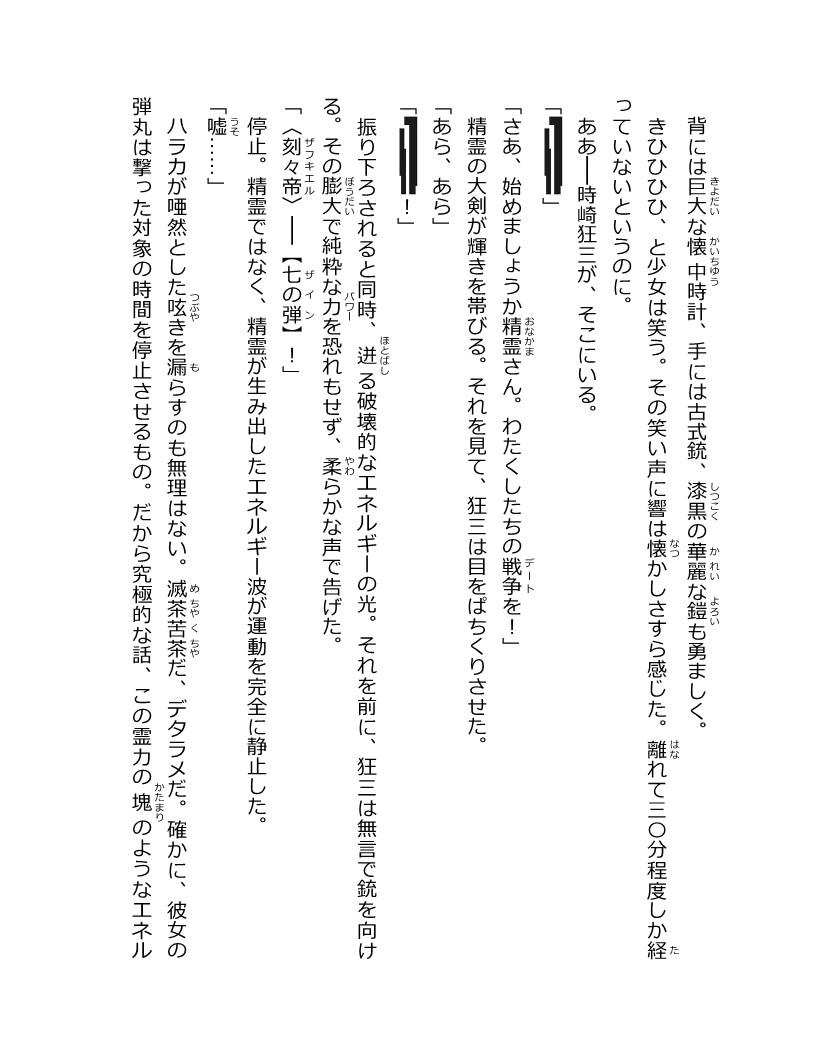 背には巨大な懐中時計、手には古式銃、漆黒の華麗な鎧も勇ましく。
きひひひひ、と少女は笑う。その笑い声に響は懐かしさすら感じた。離れて三〇分程度しか経
っていないというのに。
ああ――時崎狂三が、そこにいる。
「　」
「さあ、始めましょうか精霊さん。わたくしたちの戦争を！」
精霊の大剣が輝きを帯びる。それを見て、狂三は目をぱちくりさせた。
「あら、あら」
「　！」
振り下ろされると同時、迸る破壊的なエネルギーの光。それを前に、狂三は無言で銃を向け
る。その膨大で純粋な力を恐れもせず、柔らかな声で告げた。
「〈刻々帝〉――【七の弾】！」
停止。精霊ではなく、精霊が生み出したエネルギー波が運動を完全に静止した。
「嘘……」
ハラカが唖然とした呟きを漏らすのも無理はない。滅茶苦茶だ、デタラメだ。確かに、彼女の
弾丸は撃った対象の時間を停止させるもの。だから究極的な話、この霊力の塊のようなエネル